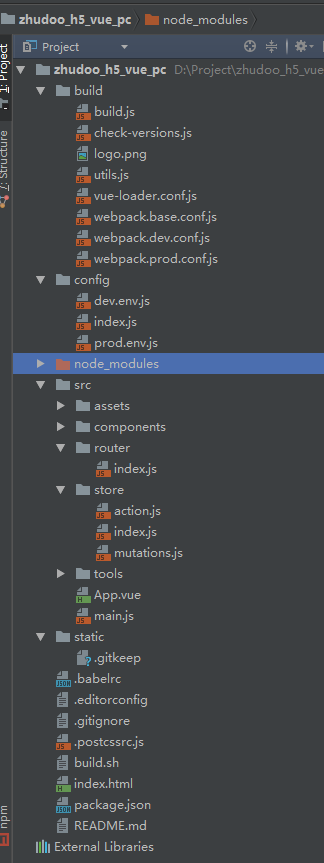 zhudoo_h5_vue_pc node_modules
Project
1: Project
Z: Structure
npm
zhudoo_h5_vue_pc D:\Project\zhudoo_h5_vue
build
build.js
check-versions.js
logo.png
utils.js
vue-loader.conf.js
webpack.base.conf.js
webpack.dev.conf.js
webpack.prod.conf.js
config
dev.env.js
index.js
prod.env.js
node_modules
src
assets
components
router
index.js
store
action.js
index.js
mutations.js
tools
App.vue
main.js
static
.gitkeep
.babelrc
.editorconfig
.gitignore
.postcssrc.js
build.sh
index.html
package.json
README.md
External Libraries